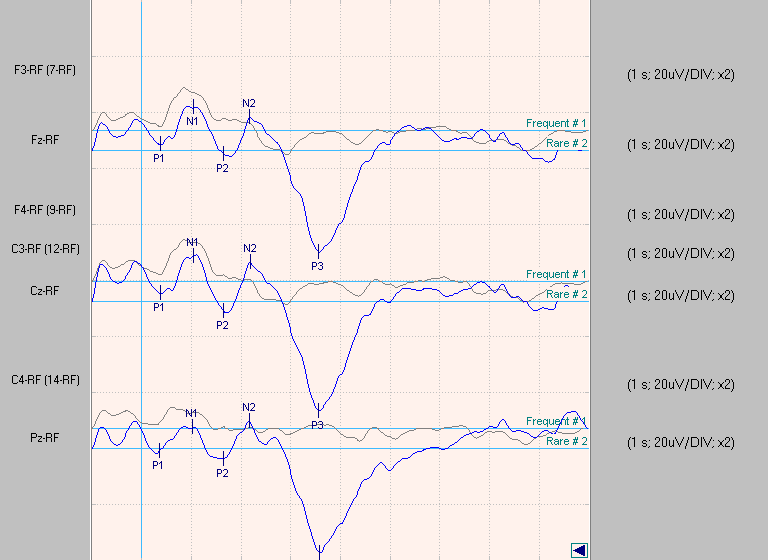 F3-RF (7-RF)
(1 s; 20uV/DIV; x2)
N2
N1
Frequent # 1
Fz-RF
Rare # 2
(1 s; 20uV/DIV; x2)
P1
P2
F4-RF (9-RF)
(1 s; 20uV/DIV; x2)
C3-RF (12-RF)
N1
N2
(1 s; 20uV/DIV; x2)
P3
Frequent # 1
Cz-RF
Rare # 2
(1 s; 20uV/DIV; x2)
P1
P2
C4-RF (14-RF)
(1 s; 20uV/DIV; x2)
N1
N2
P3
Frequent # 1
Pz-RF
Rare # 2
(1 s; 20uV/DIV; x2)
P1
P2